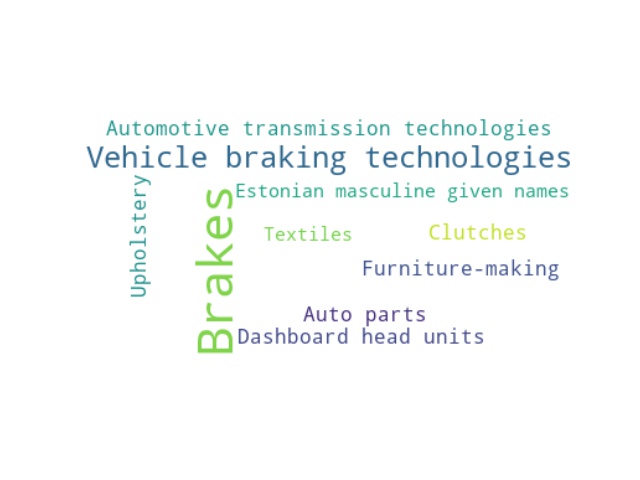 Automotive transmission technologies
Vehicle braking technologies
Upholstery
Brakes
Estonian masculine given names
Textiles
Clutches
Furniture-making
Auto parts
Dashboard head units